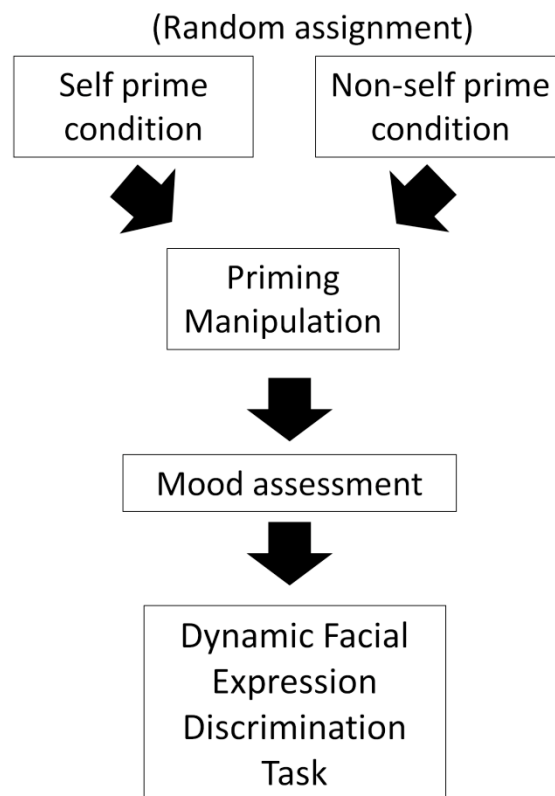 (Random assignment)
Self prime
condition
Non-self prime
condition
Priming
Manipulation
Mood assessment
Dynamic Facial
Expression
Discrimination
Task